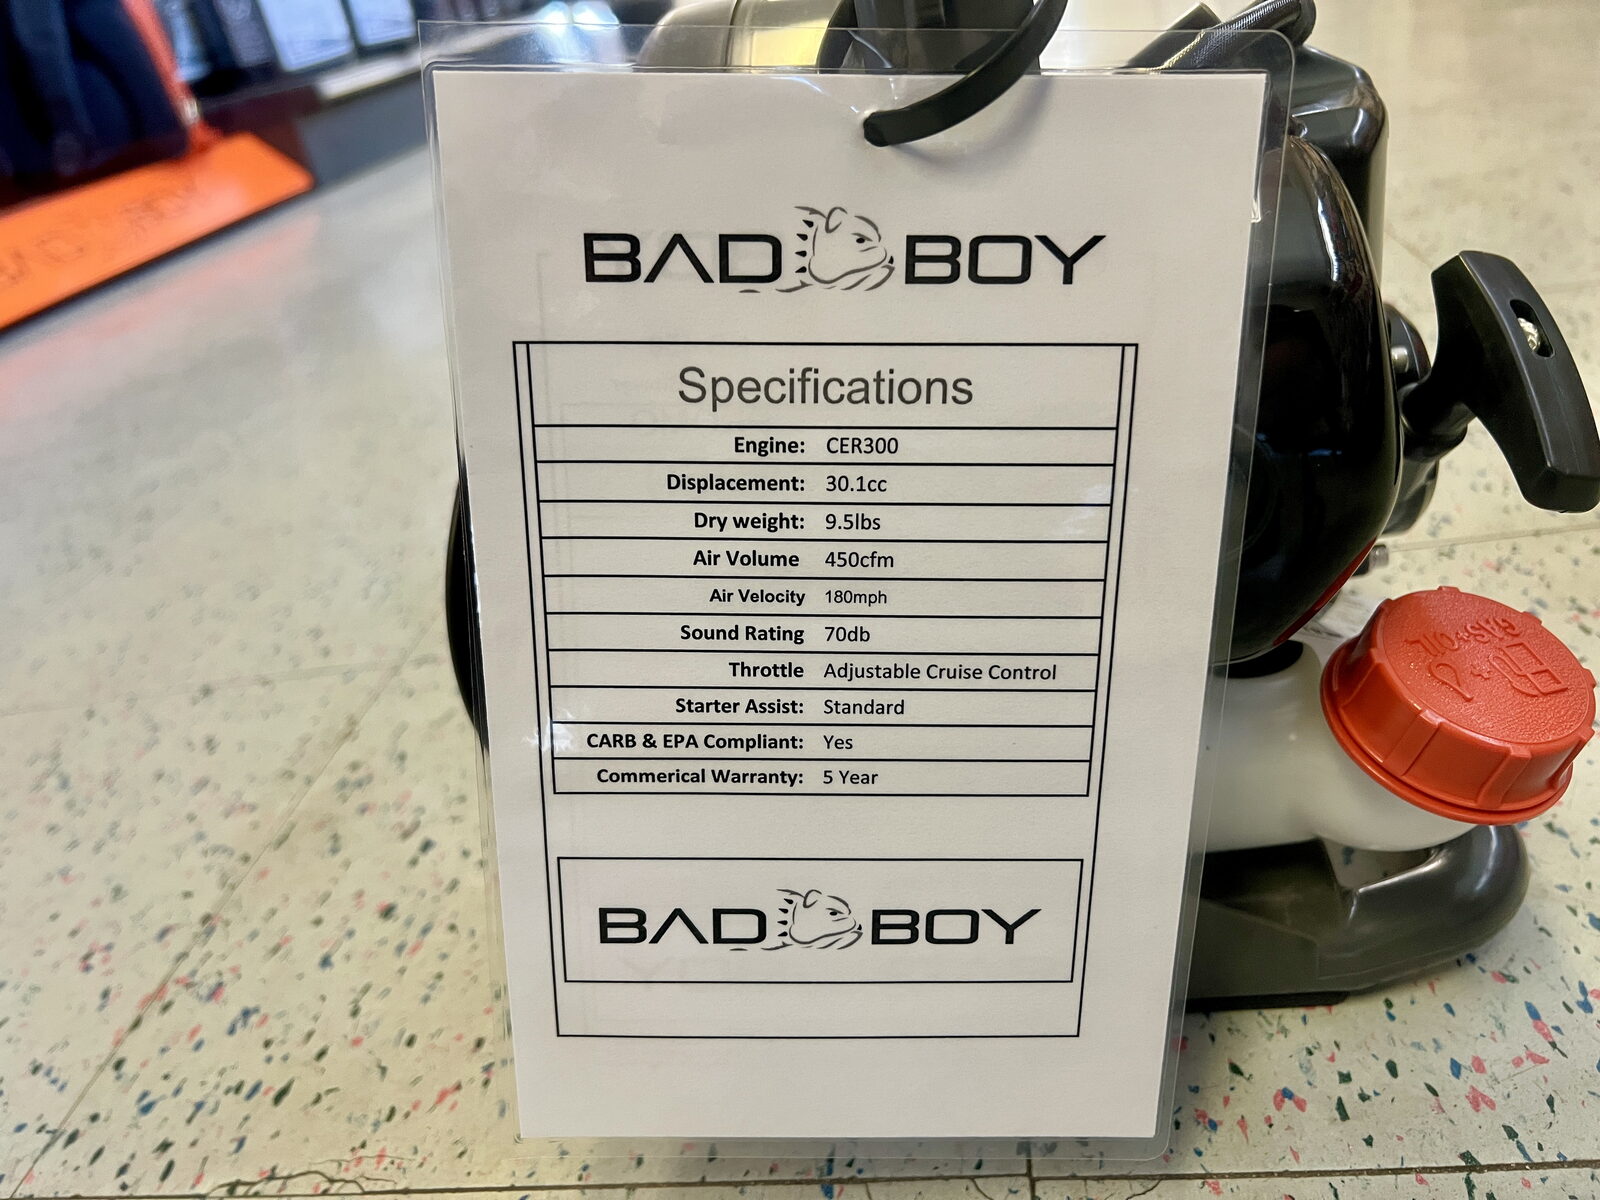 BAD BOY
Specifications
Engine: CER300
Displacement: 30.1cc
Dry weight: 9.5lbs
Air Volume 450cfm
Air Velocity 180mph
Sound Rating 70db
Throttle Adjustable Cruise Control
Starter Assist: Standard
CARB & EPA Compliant: Yes
Commerical Warranty: 5 Year
BAD BOY
GAS+OIL